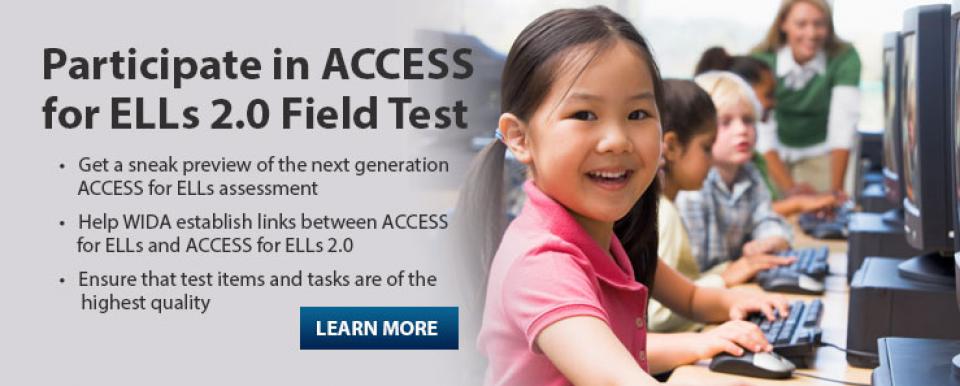 Participate in ACCESS
for ELLs 2.0 Field Test
• Get a sneak preview of the next generation
ACCESS for ELLs assessment
• Help WIDA establish links between ACCESS
for ELLs and ACCESS for ELLs 2.0
• Ensure that test items and tasks are of the
highest quality
LEARN MORE